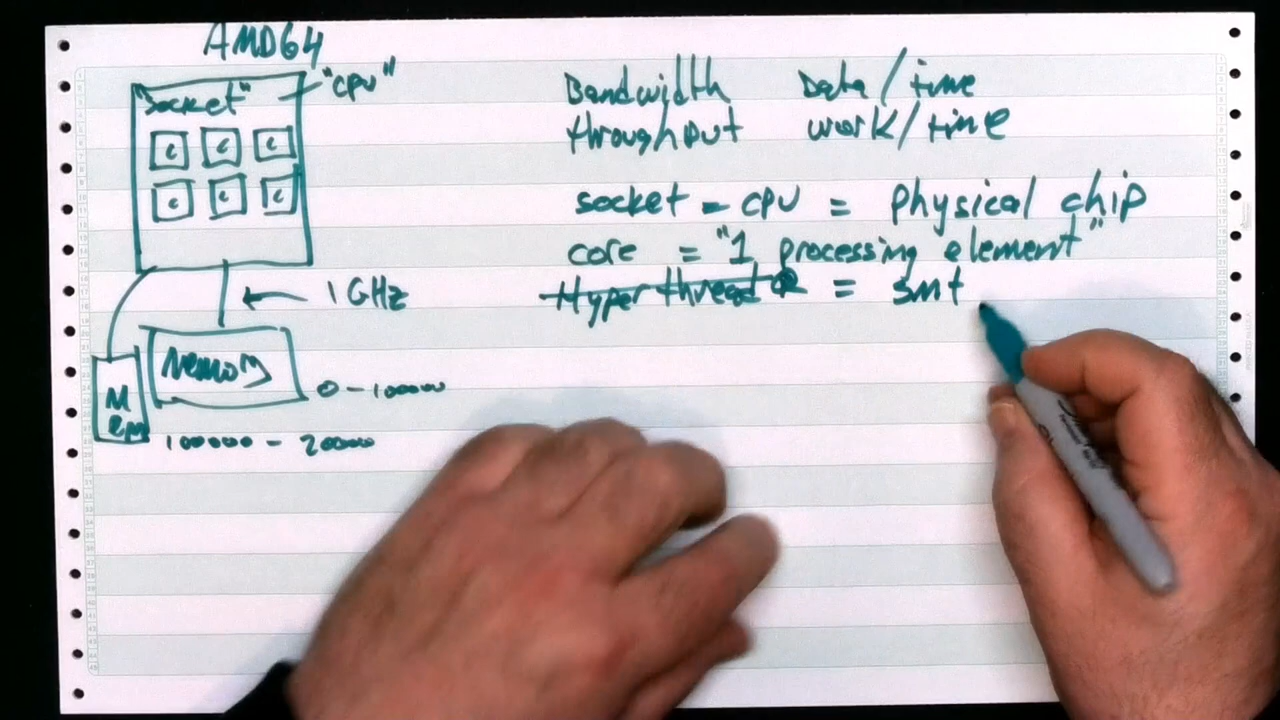 AMD64
"Socket" "CPU"
c c c
c c c
1 GHz
Memory
0-100000
Mem
100000-200000
Bandwidth Data/time
throughput work/time
socket = CPU = physical chip
core = "1 processing element"
Hyperthread® = smt